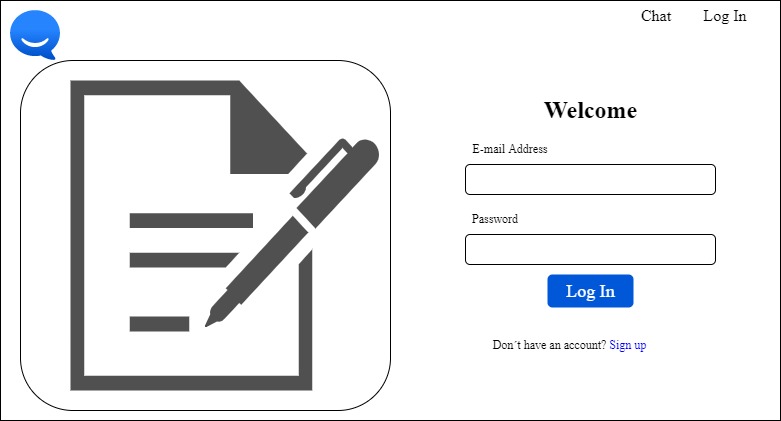 Chat Log In
Welcome
E-mail Address
Password
Log In
Don´t have an account? Sign up